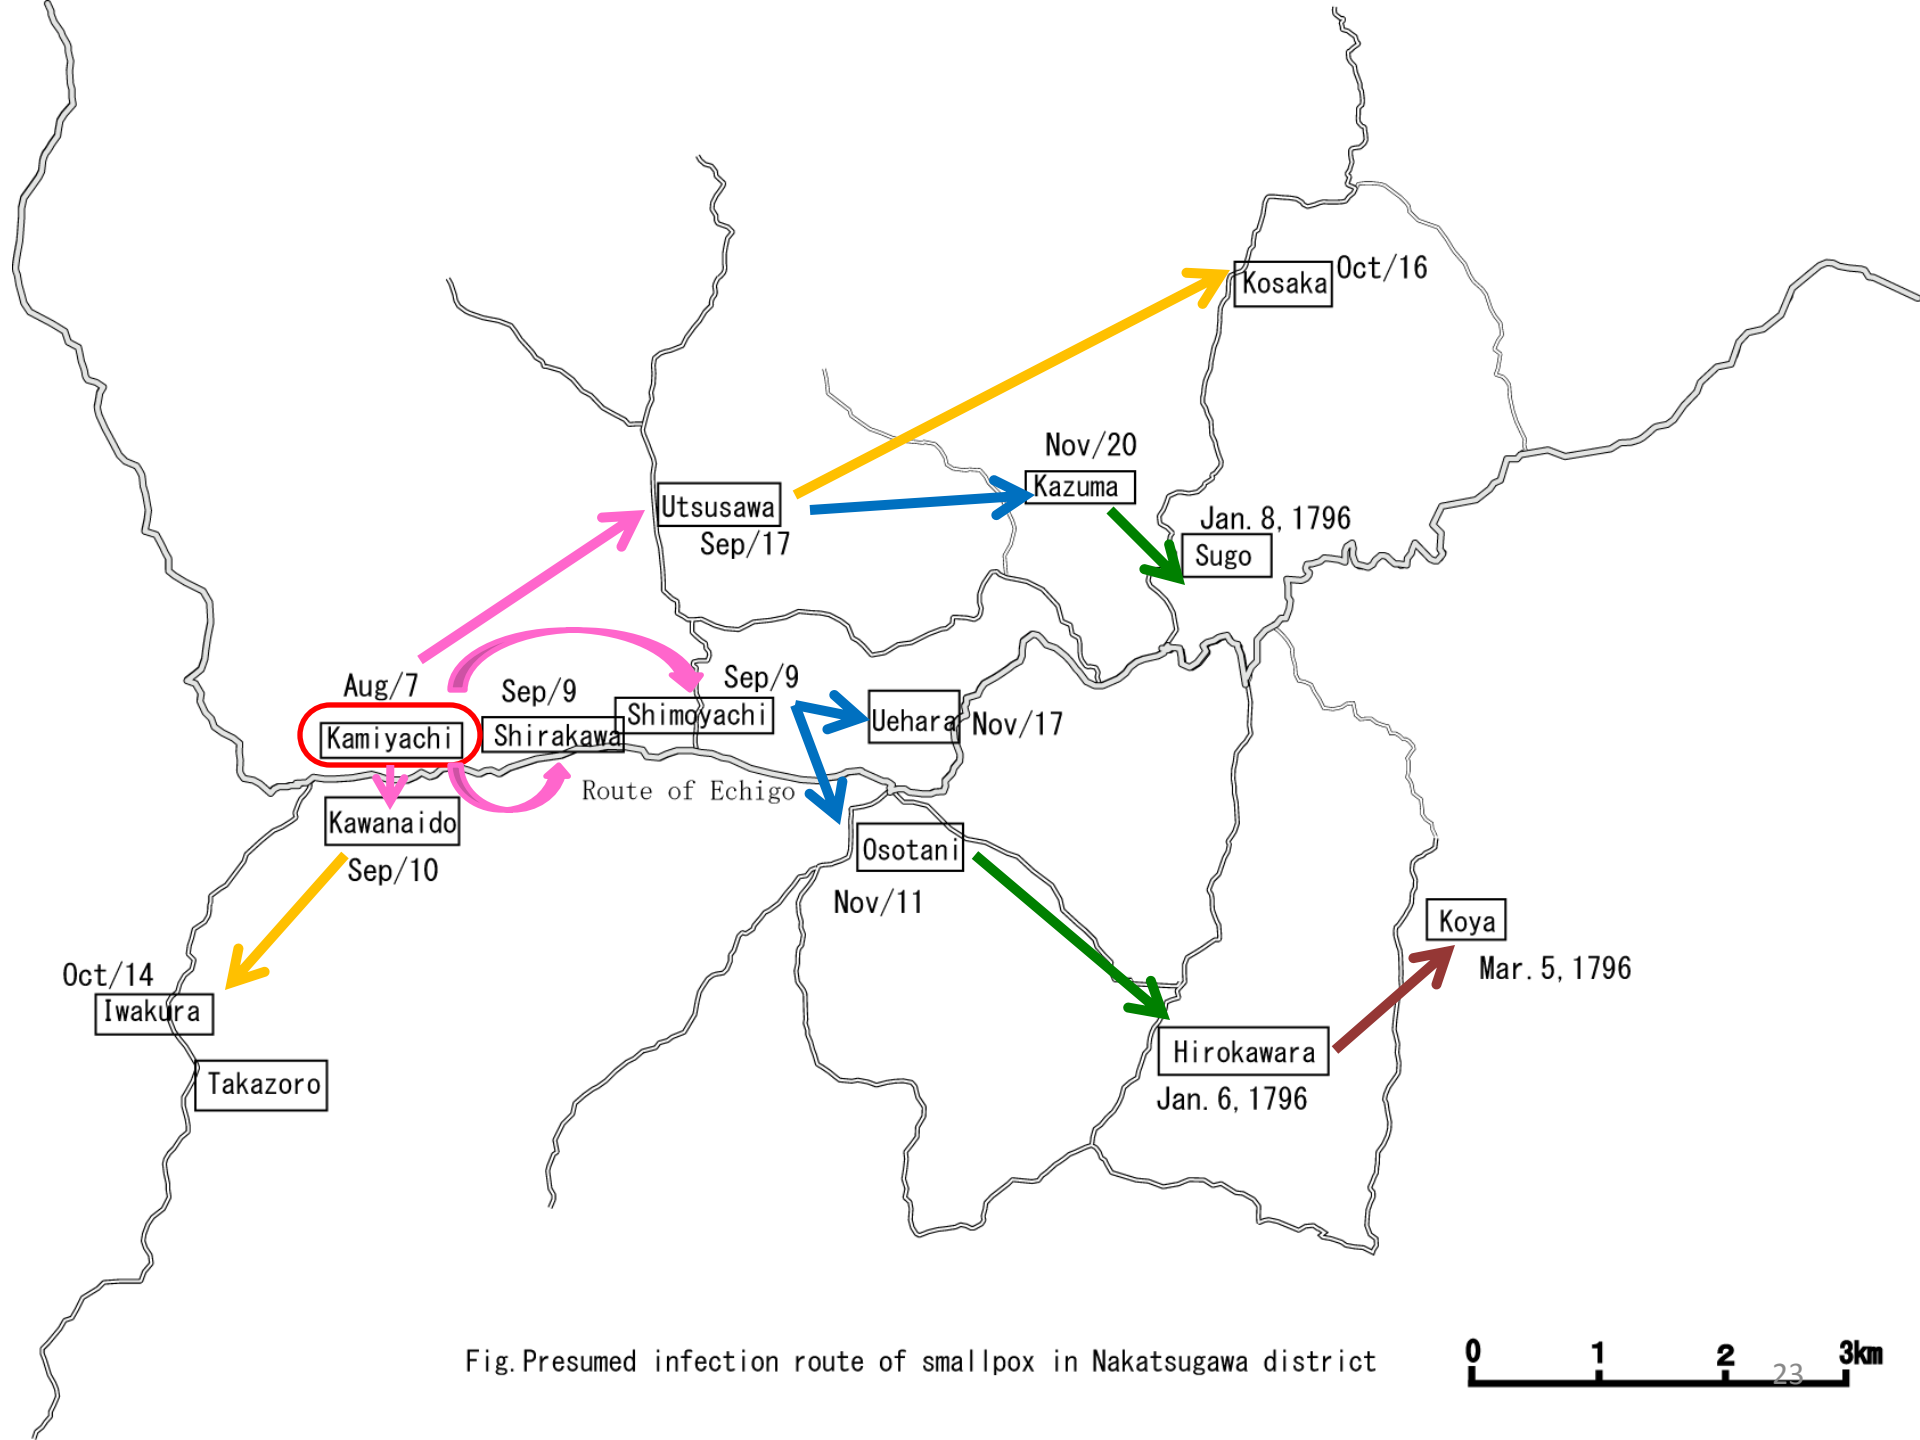 Kosaka
Oct/16
Nov/20
Kazuma
Utsusawa
Sep/17
Jan. 8, 1796
Sugo
Aug/7
Kamiyachi
Sep/9
Shirakawa
Sep/9
Shimoyachi
Uehara
Nov/17
Route of Echigo
Kawanaido
Sep/10
Osotani
Nov/11
Koya
Mar. 5, 1796
Oct/14
Iwakura
Takazoro
Hirokawara
Jan. 6, 1796
Fig. Presumed infection route of smallpox in Nakatsugawa district
0 1 2 3km
23